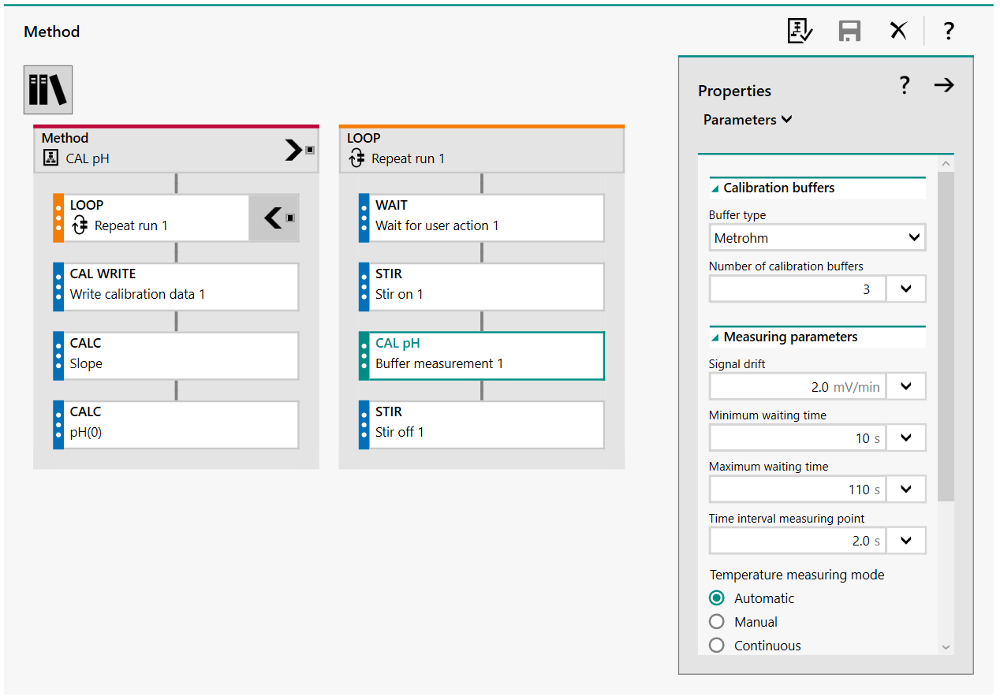 Method
?
Method
CAL pH
LOOP
Repeat run 1
CAL WRITE
Write calibration data 1
CALC
Slope
CALC
pH(0)
LOOP
Repeat run 1
WAIT
Wait for user action 1
STIR
Stir on 1
CAL pH
Buffer measurement 1
STIR
Stir off 1
Properties
?
Parameters
Calibration buffers
Buffer type
Metrohm
Number of calibration buffers
3
Measuring parameters
Signal drift
2.0 mV/min
Minimum waiting time
10 s
Maximum waiting time
110 s
Time interval measuring point
2.0 s
Temperature measuring mode
Automatic
Manual
Continuous